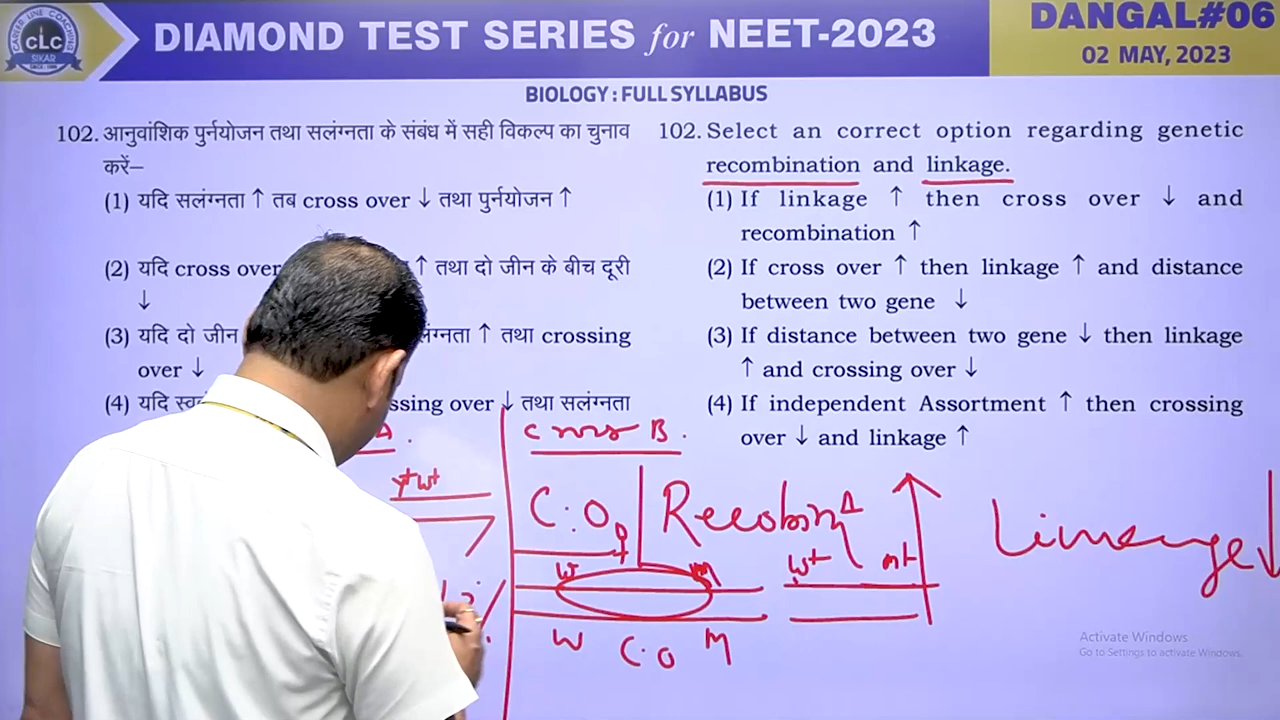 CAREER LINE COACHING
CLC
SIKAR
DIAMOND TEST SERIES for NEET-2023
DANGAL#06
02 MAY, 2023
BIOLOGY : FULL SYLLABUS
102. आनुवांशिक पुर्नयोजन तथा सलंग्नता के संबंध में सही विकल्प का चुनाव
करें–
(1) यदि सलंग्नता ↑ तब cross over ↓ तथा पुर्नयोजन ↑
(2) यदि cross over ↑ तथा दो जीन के बीच दूरी
↓
(3) यदि दो जीन ↑ तथा crossing
over ↓
(4) यदि over ↓ तथा सलंग्नता
102. Select an correct option regarding genetic
recombination and linkage.
(1) If linkage ↑ then cross over ↓ and
recombination ↑
(2) If cross over ↑ then linkage ↑ and distance
between two gene ↓
(3) If distance between two gene ↓ then linkage
↑ and crossing over ↓
(4) If independent Assortment ↑ then crossing
over ↓ and linkage ↑
A.
cross B.
y+ w+
C.O.
↑
↓
w M
w+ m+
w C.O M
Activate Windows
Go to Settings to activate Windows.